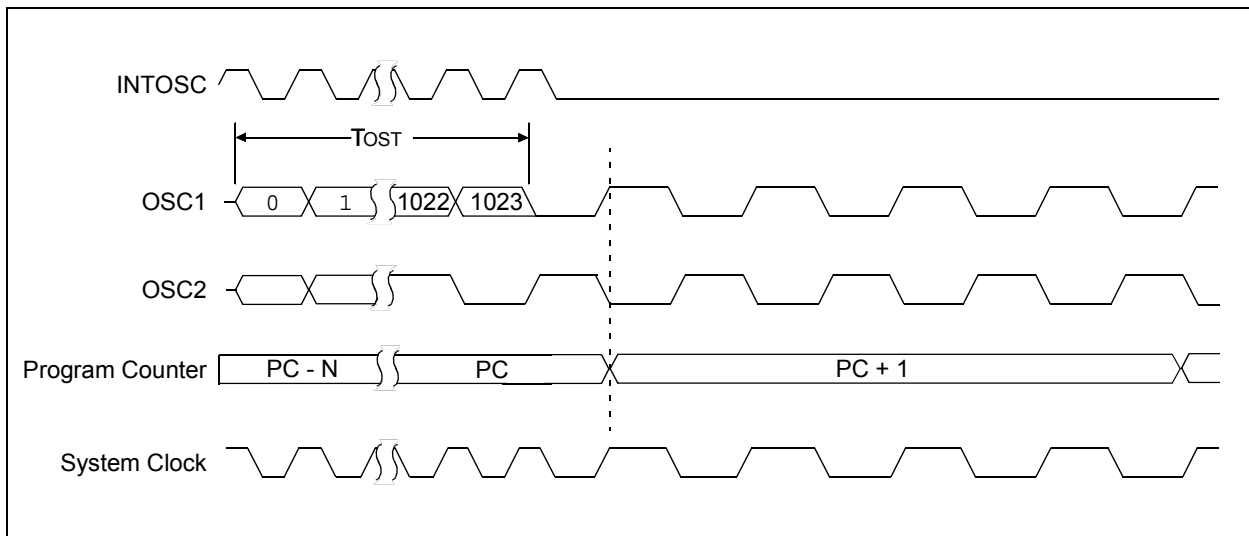 INTOSC
TOST
OSC1 0 1 1022 1023
OSC2
Program Counter PC - N PC PC + 1
System Clock